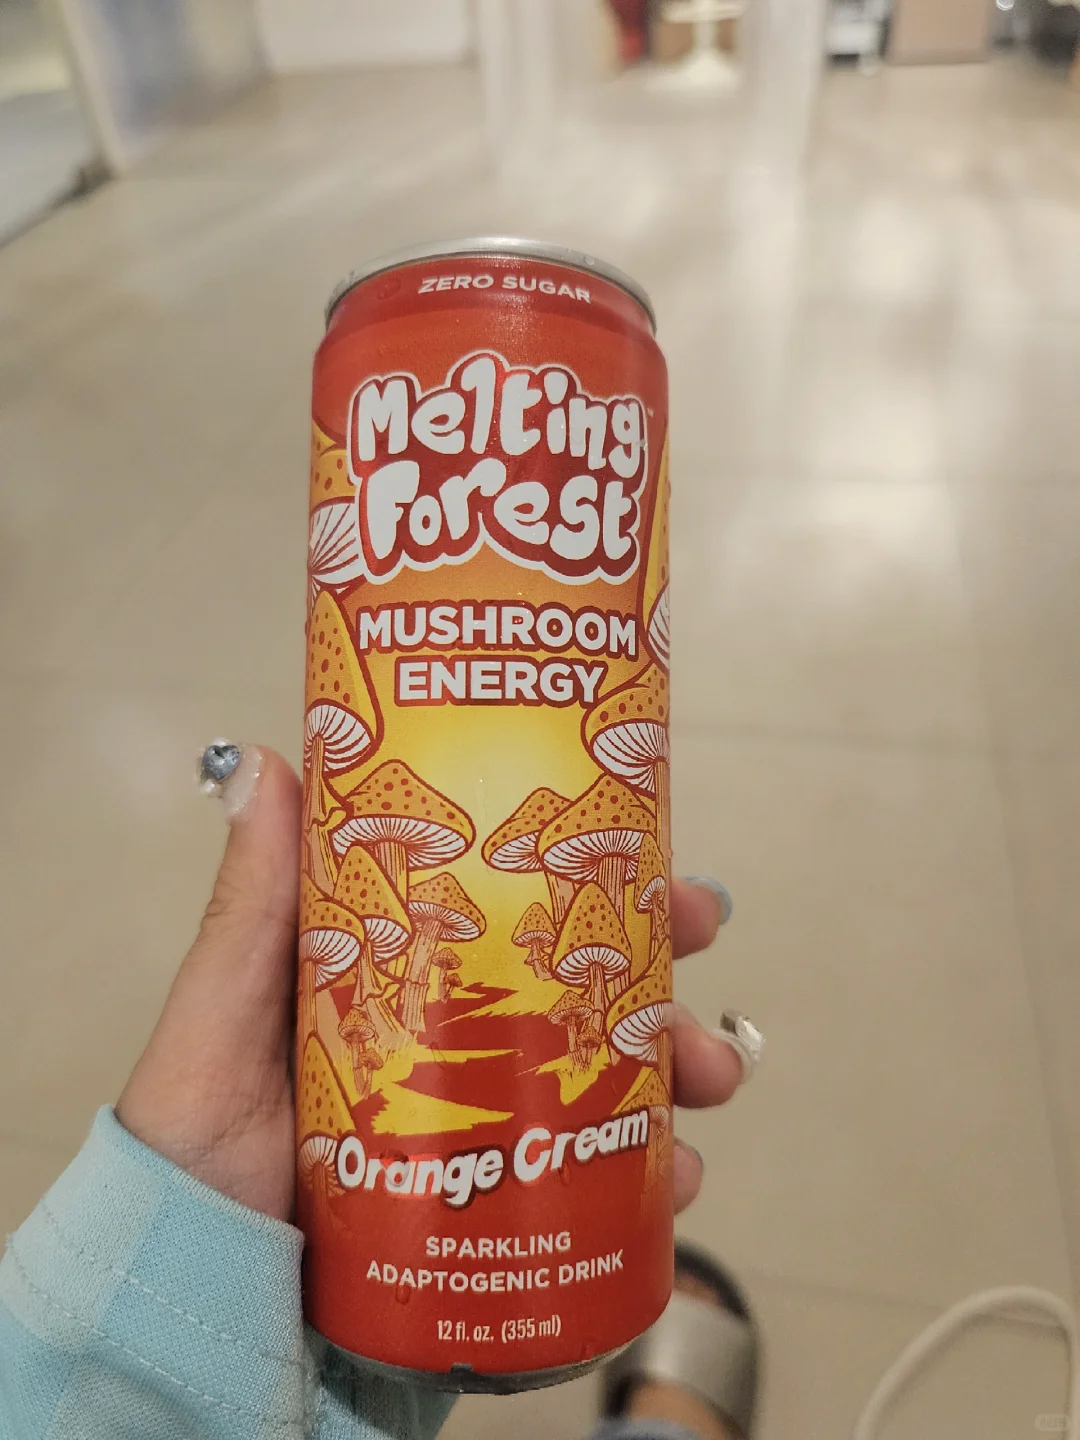 ZERO SUGAR
Melting
Forest
MUSHROOM
ENERGY
Orange Cream
SPARKLING
ADAPTOGENIC DRINK
12 fl. oz. (355 ml)